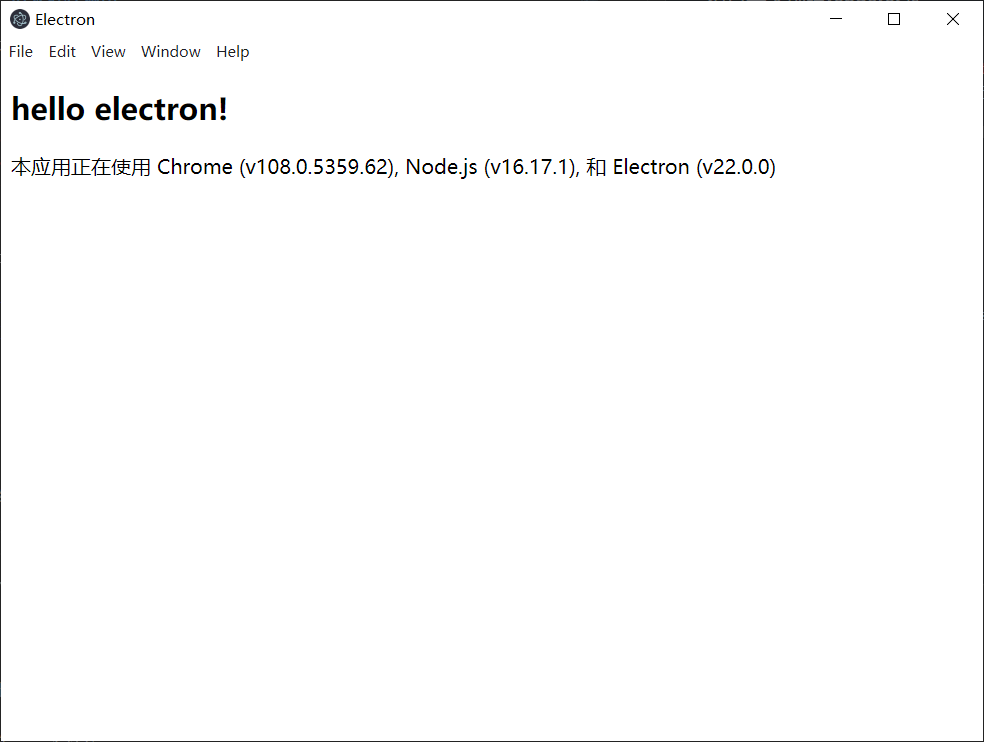 Electron
File Edit View Window Help
hello electron!
本应用正在使用 Chrome (v108.0.5359.62), Node.js (v16.17.1), 和 Electron (v22.0.0)